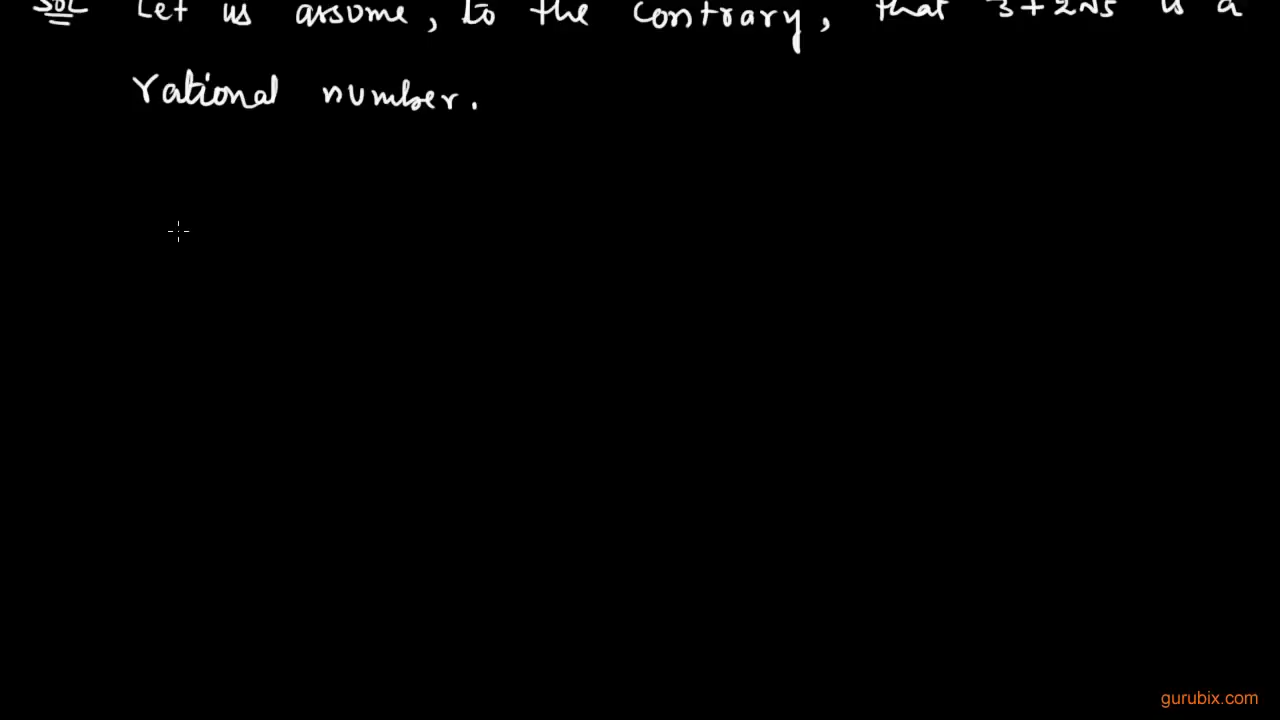 Sol Let us assume, to the contrary, that 3+2√5 is a
rational number.
gurubix.com